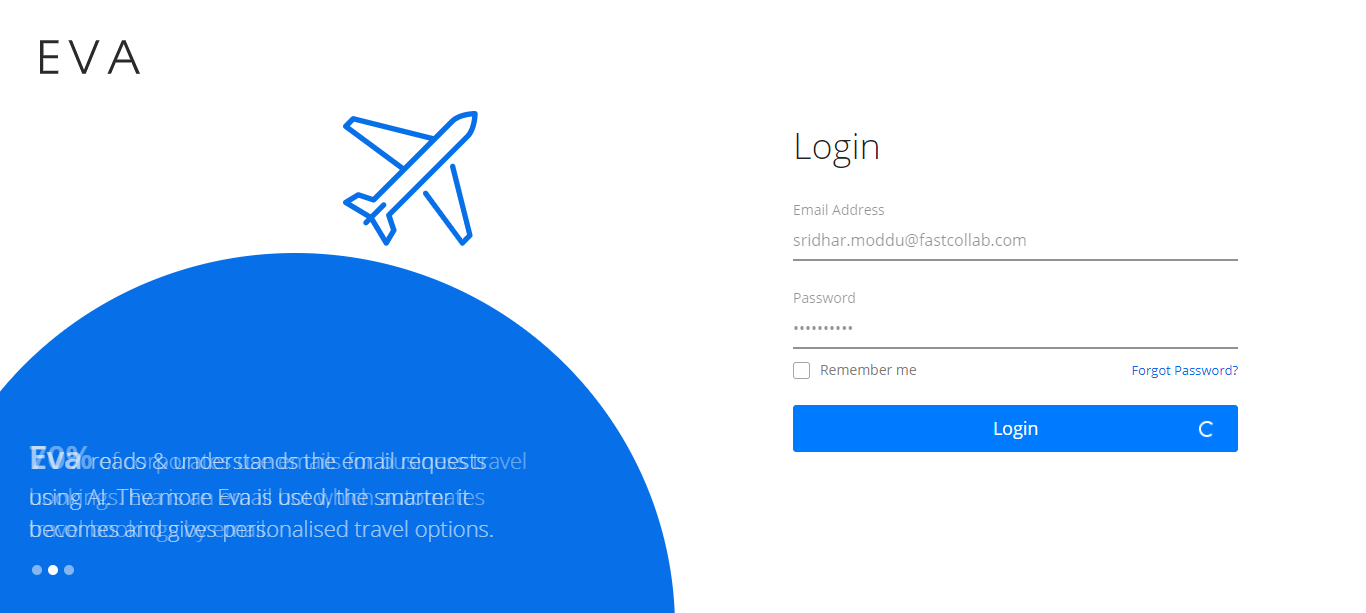 EVA
Login
Email Address
sridhar.moddu@fastcollab.com
Password
••••••••••
Remember me
Forgot Password?
Login
Eva reads & understands the email requests
using AI. The more Eva is used, the smarter it
becomes and gives personalised travel options.